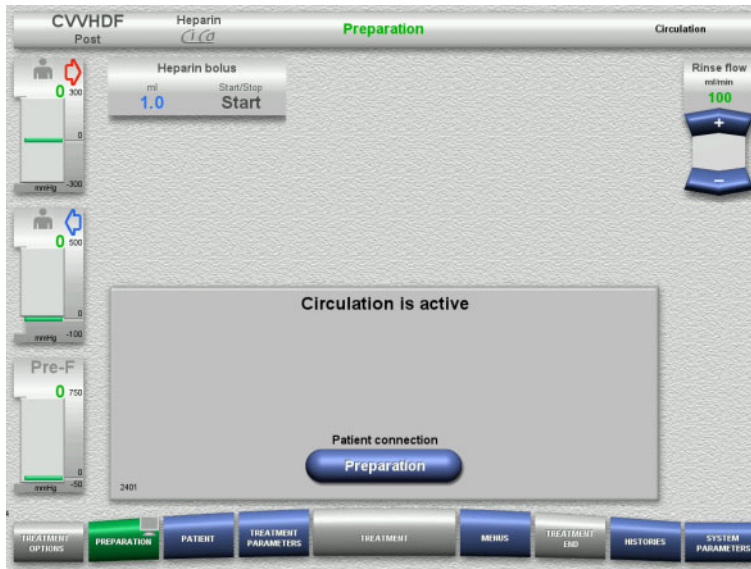 CVVHDF
Post
Heparin
Ci Ca
Preparation
Circulation
0 300
0
mmHg -300
Heparin bolus
ml Start/Stop
1.0 Start
Rinse flow
ml/min
100
+
−
0 500
0
mmHg -100
Circulation is active
Pre-F
0 750
0
mmHg -50
Patient connection
Preparation
2401
TREATMENT OPTIONS
PREPARATION
PATIENT
TREATMENT PARAMETERS
TREATMENT
MENUS
TREATMENT END
HISTORIES
SYSTEM PARAMETERS